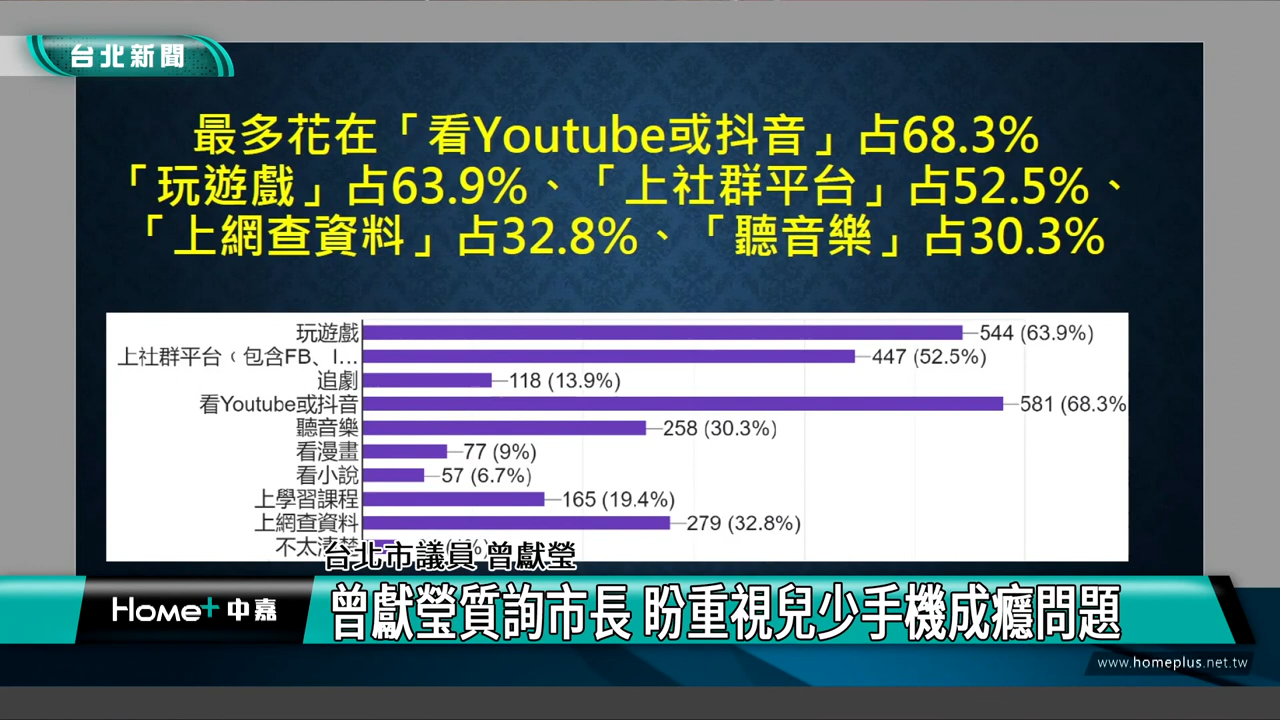 台北新聞
最多花在「看Youtube或抖音」占68.3%
「玩遊戲」占63.9%、「上社群平台」占52.5%、
「上網查資料」占32.8%、「聽音樂」占30.3%
玩遊戲 544 (63.9%)
上社群平台（包含FB、I... 447 (52.5%)
追劇 118 (13.9%)
看Youtube或抖音 581 (68.3%
聽音樂 258 (30.3%)
看漫畫 77 (9%)
看小說 57 (6.7%)
上學習課程 165 (19.4%)
上網查資料 279 (32.8%)
不太清楚
台北市議員 曾獻瑩
Home+ 中嘉
曾獻瑩質詢市長 盼重視兒少手機成癮問題
www.homeplus.net.tw